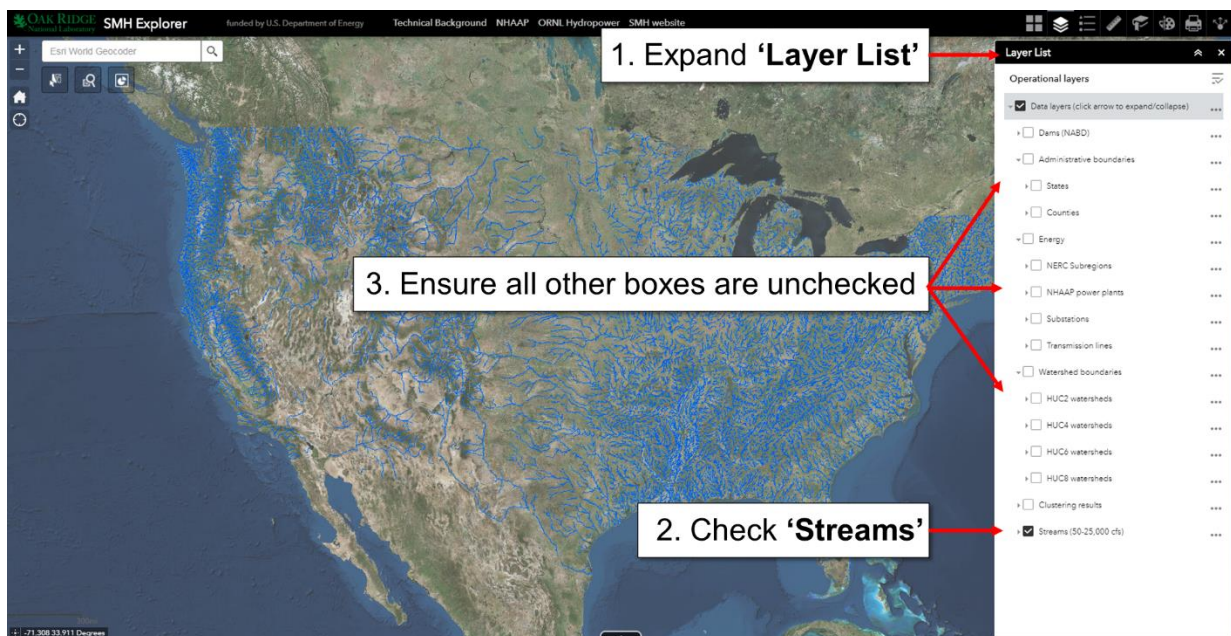 OAK RIDGE
National Laboratory
SMH Explorer
funded by U.S. Department of Energy
Technical Background NHAAP ORNL Hydropower SMH website
Esri World Geocoder
1. Expand ‘Layer List’
Layer List
Operational layers
Data layers (click arrow to expand/collapse)
Dams (NABD)
Administrative boundaries
States
Counties
Energy
NERC Subregions
3. Ensure all other boxes are unchecked
NHAAP power plants
Substations
Transmission lines
Watershed boundaries
HUC2 watersheds
HUC4 watersheds
HUC6 watersheds
HUC8 watersheds
Clustering results
2. Check ‘Streams’
Streams (50-25,000 cfs)
-71.308 33.911 Degrees